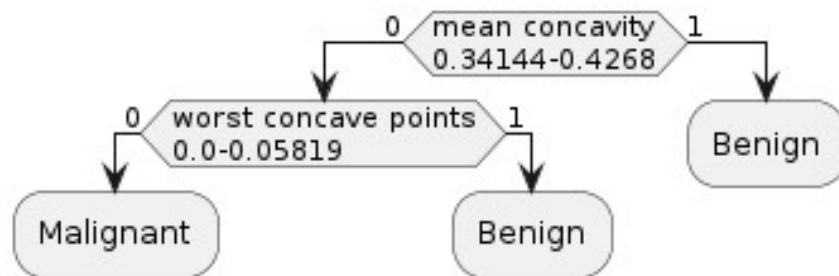 0
mean concavity
1
0.34144-0.4268
0
worst concave points
1
0.0-0.05819
Benign
Malignant
Benign